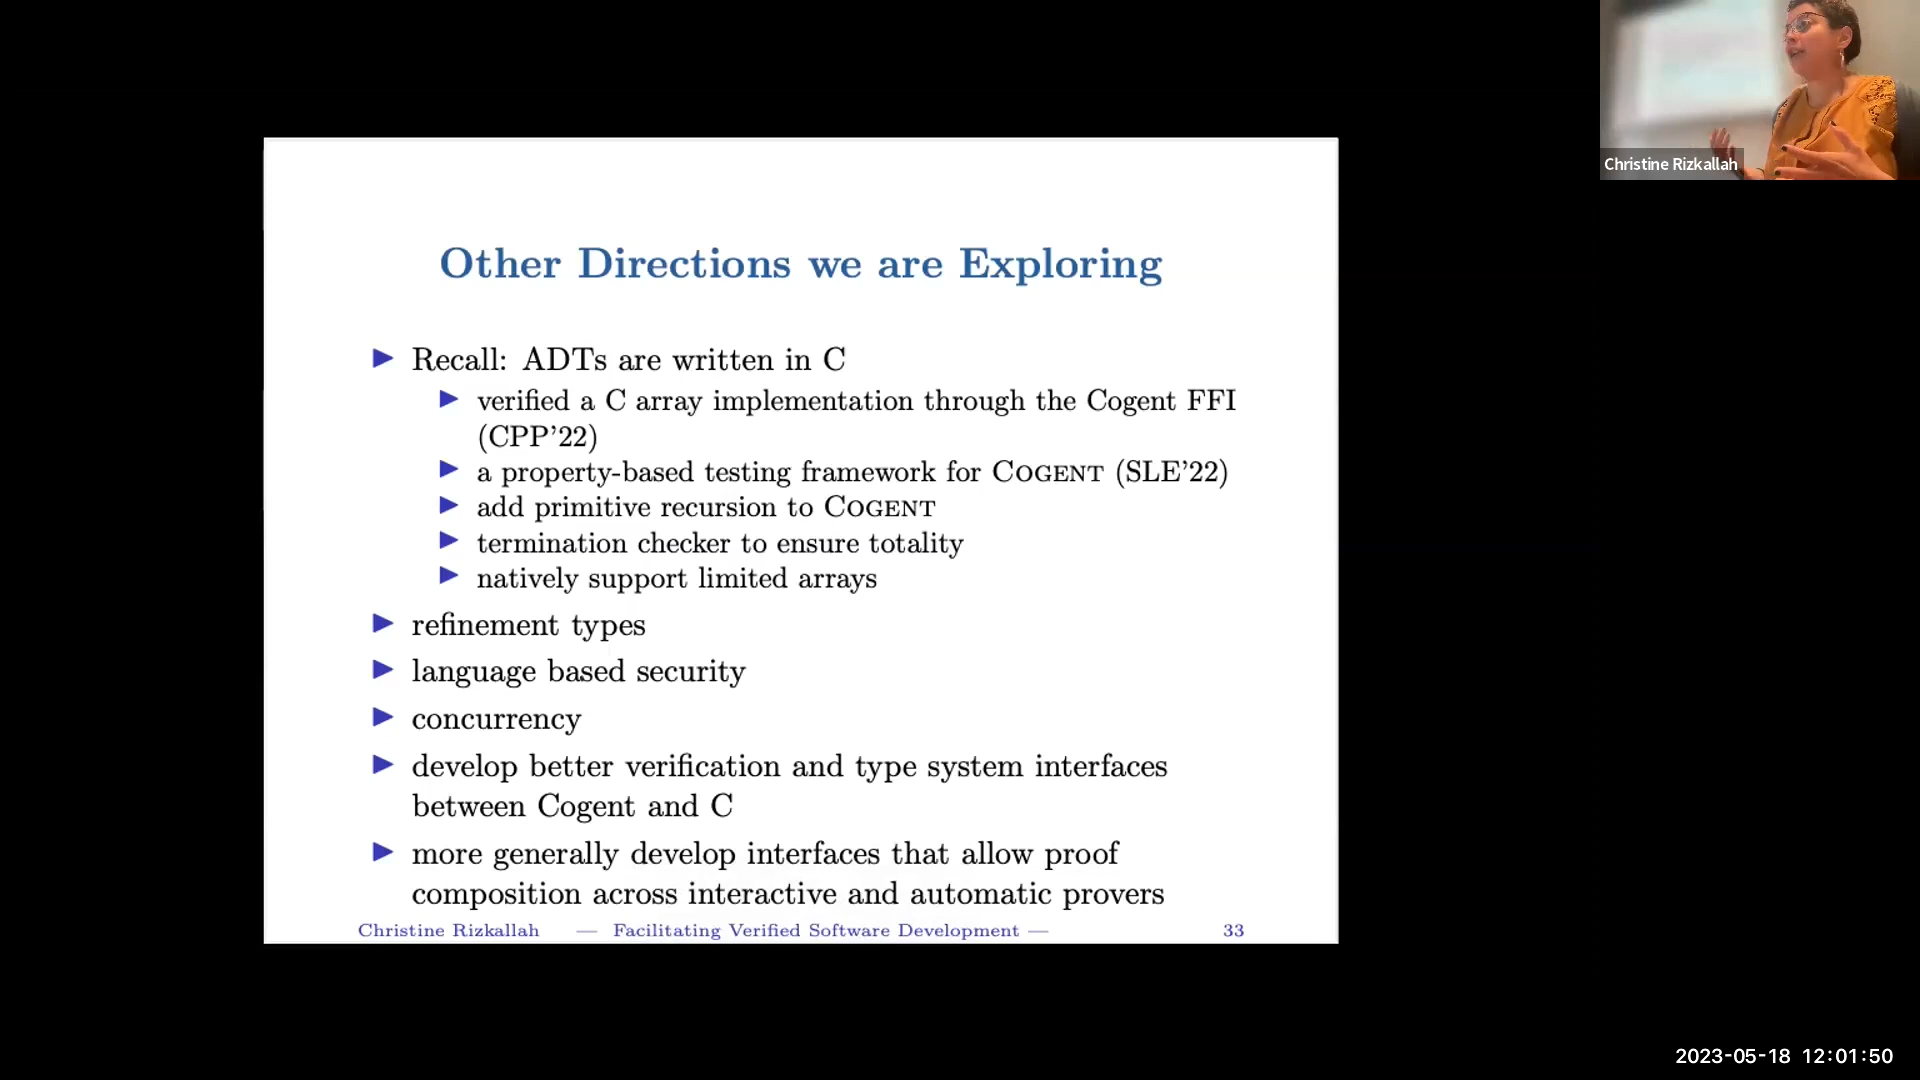 Christine Rizkallah
Other Directions we are Exploring
Recall: ADTs are written in C
verified a C array implementation through the Cogent FFI
(CPP'22)
a property-based testing framework for COGENT (SLE'22)
add primitive recursion to COGENT
termination checker to ensure totality
natively support limited arrays
refinement types
language based security
concurrency
develop better verification and type system interfaces
between Cogent and C
more generally develop interfaces that allow proof
composition across interactive and automatic provers
Christine Rizkallah — Facilitating Verified Software Development — 33
2023-05-18 12:01:50